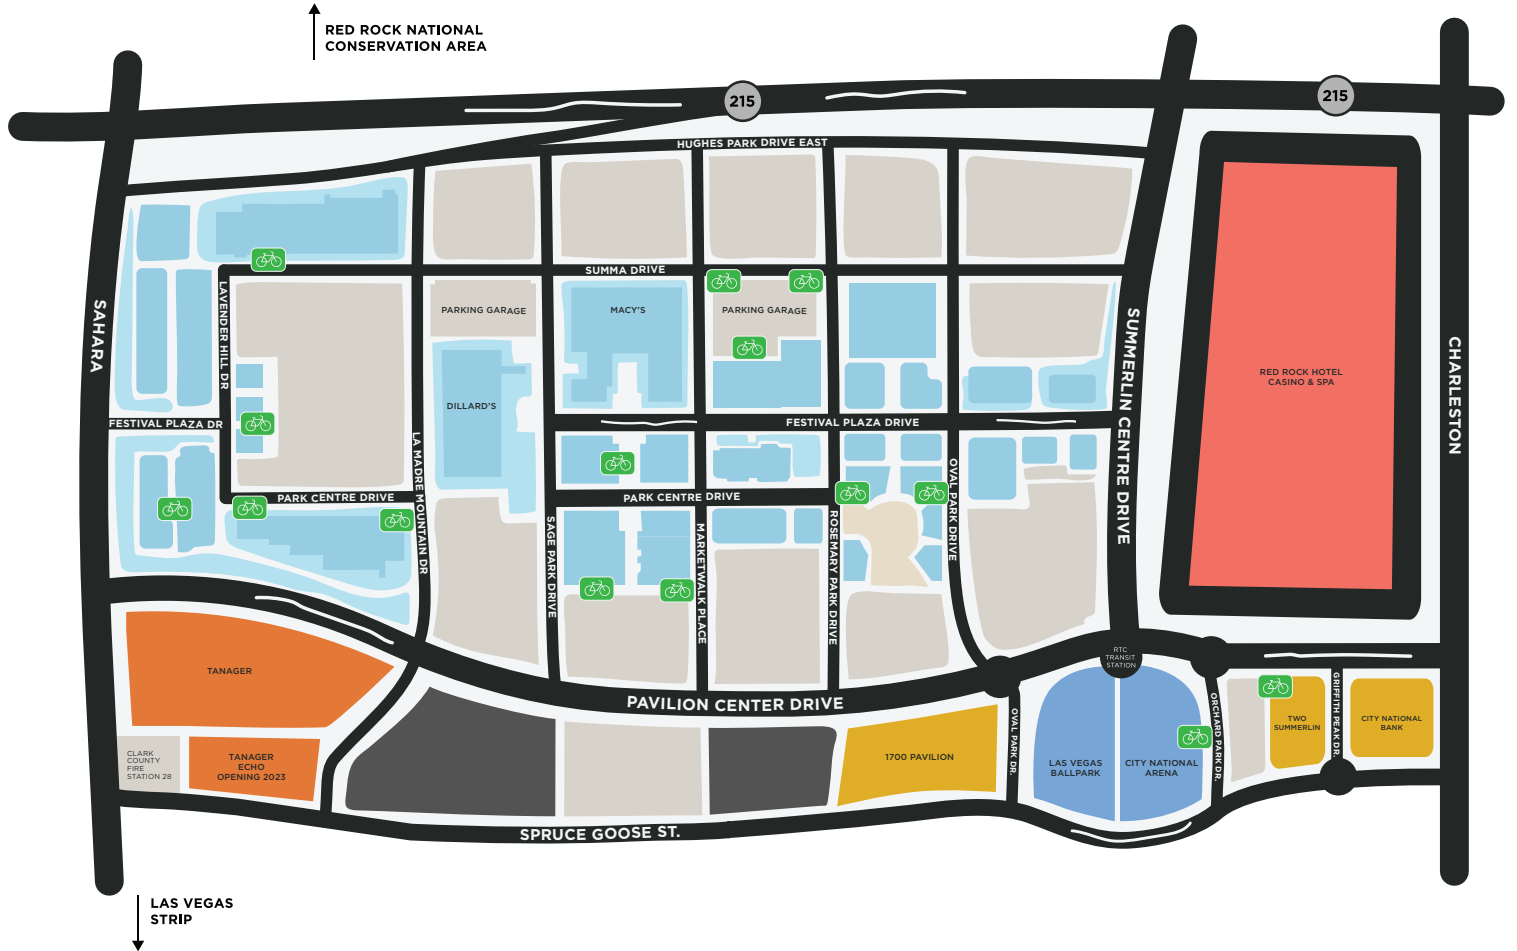 RED ROCK NATIONAL
CONSERVATION AREA
215
215
HUGHES PARK DRIVE EAST
SUMMA DRIVE
SAHARA
LAVENDER HILL DR
PARKING GARAGE
MACY'S
PARKING GARAGE
SUMMERLIN CENTRE DRIVE
CHARLESTON
RED ROCK HOTEL
CASINO & SPA
DILLARD'S
FESTIVAL PLAZA DR
FESTIVAL PLAZA DRIVE
LA MADRE MOUNTAIN DR
OVAL PARK DRIVE
PARK CENTRE DRIVE
PARK CENTRE DRIVE
SAGE PARK DRIVE
MARKETWALK PLACE
ROSEMARY PARK DRIVE
RTC
TRANSIT
STATION
TANAGER
PAVILION CENTER DRIVE
OVAL PARK DR.
ORCHARD PARK DR.
GRIFFITH PEAK DR.
TWO
SUMMERLIN
CITY NATIONAL
BANK
CLARK
COUNTY
FIRE
STATION 28
TANAGER
ECHO
OPENING 2023
1700 PAVILION
LAS VEGAS
BALLPARK
CITY NATIONAL
ARENA
SPRUCE GOOSE ST.
LAS VEGAS
STRIP